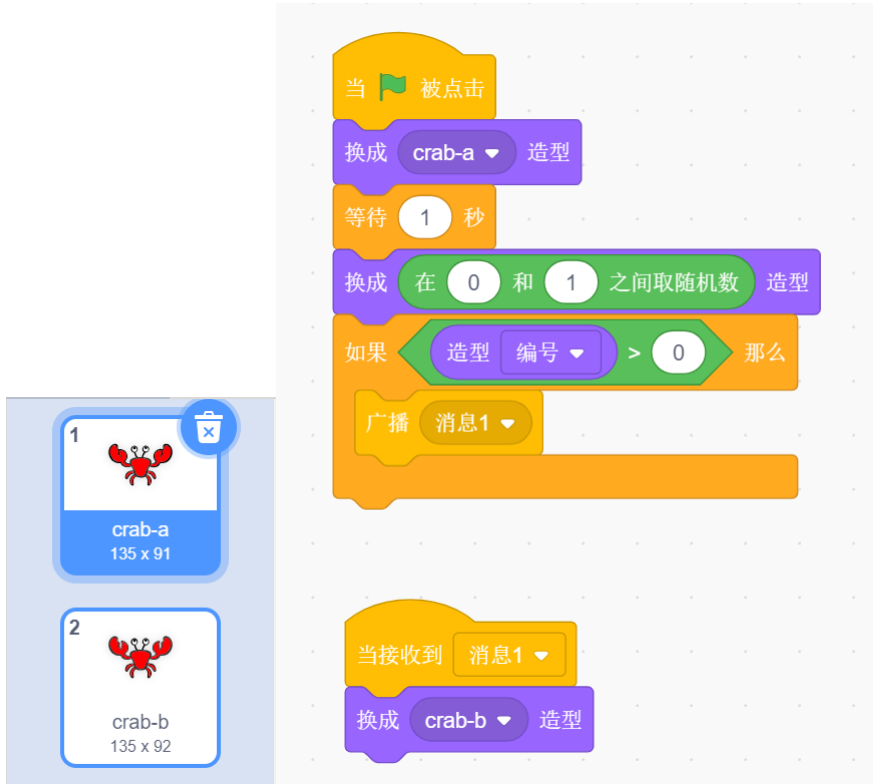 当 被点击
换成 crab-a 造型
等待 1 秒
换成 在 0 和 1 之间取随机数 造型
如果 造型 编号 > 0 那么
广播 消息1
当接收到 消息1
换成 crab-b 造型
1
crab-a
135 x 91
2
crab-b
135 x 92